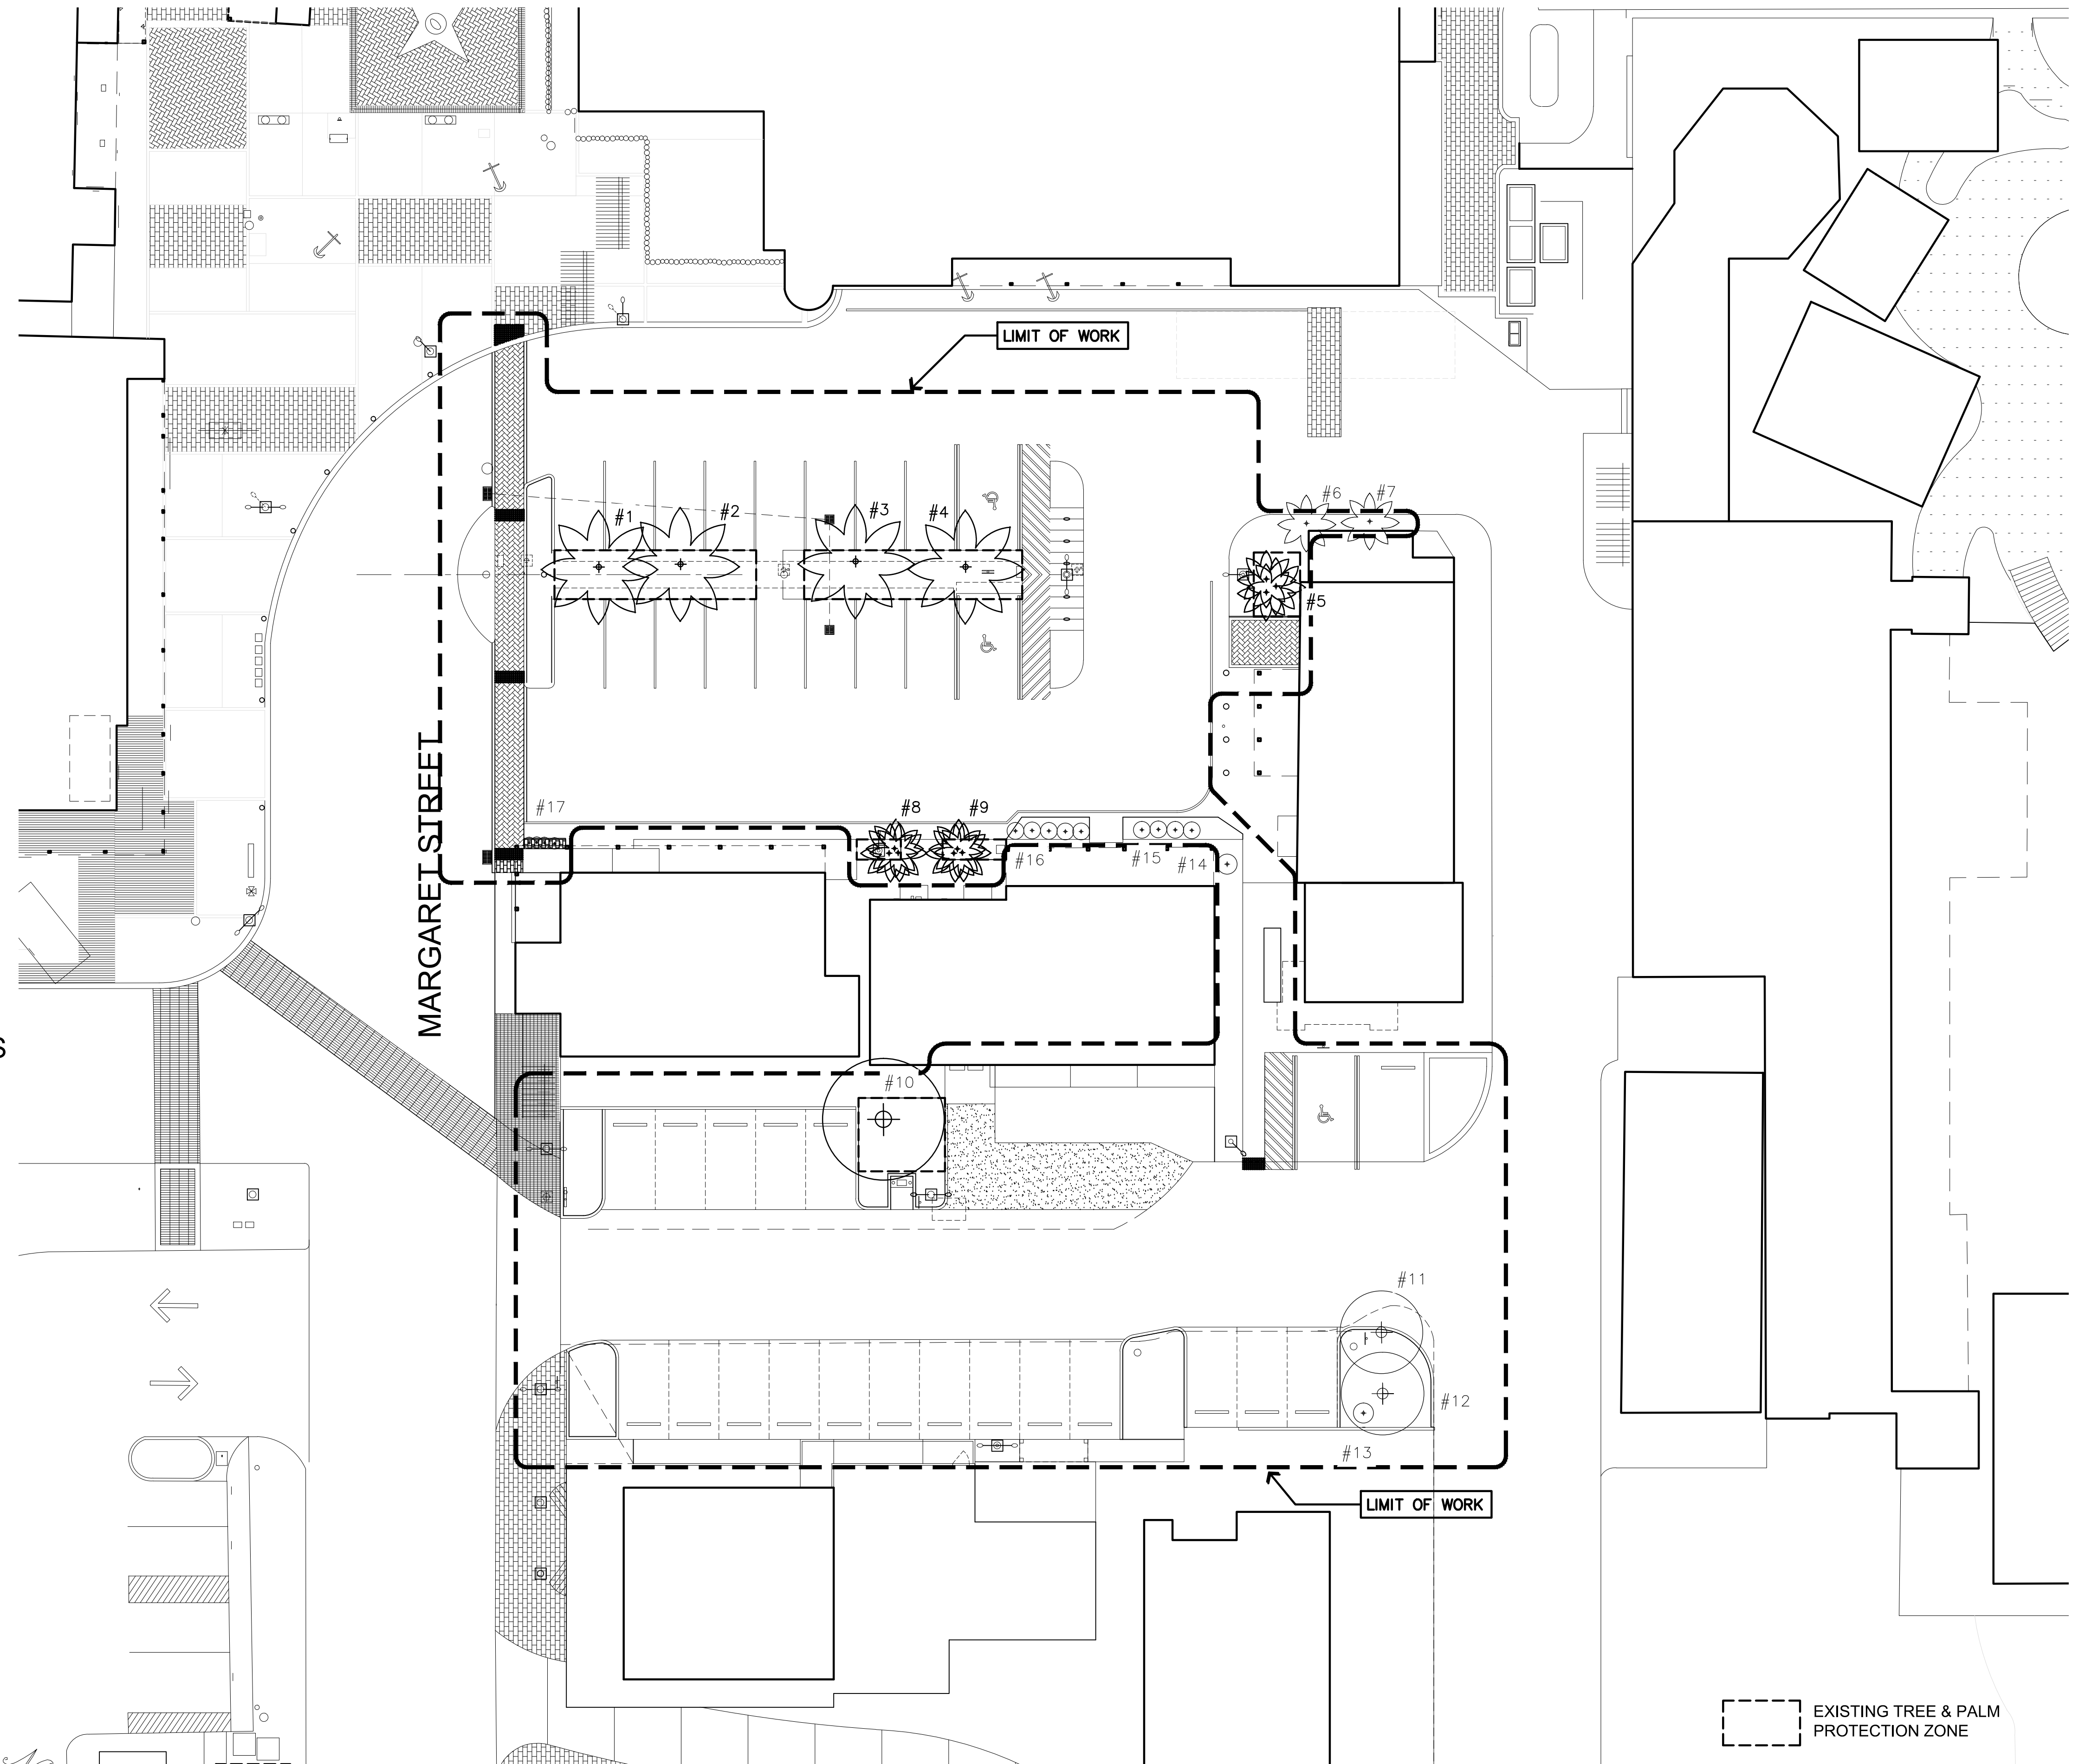 LIMIT OF WORK
#1
#2
#3
#4
#6
#7
#5
MARGARET STREET
#17
#8
#9
#16
#15
#14
S
#10
#11
#12
#13
LIMIT OF WORK
EXISTING TREE & PALM
PROTECTION ZONE